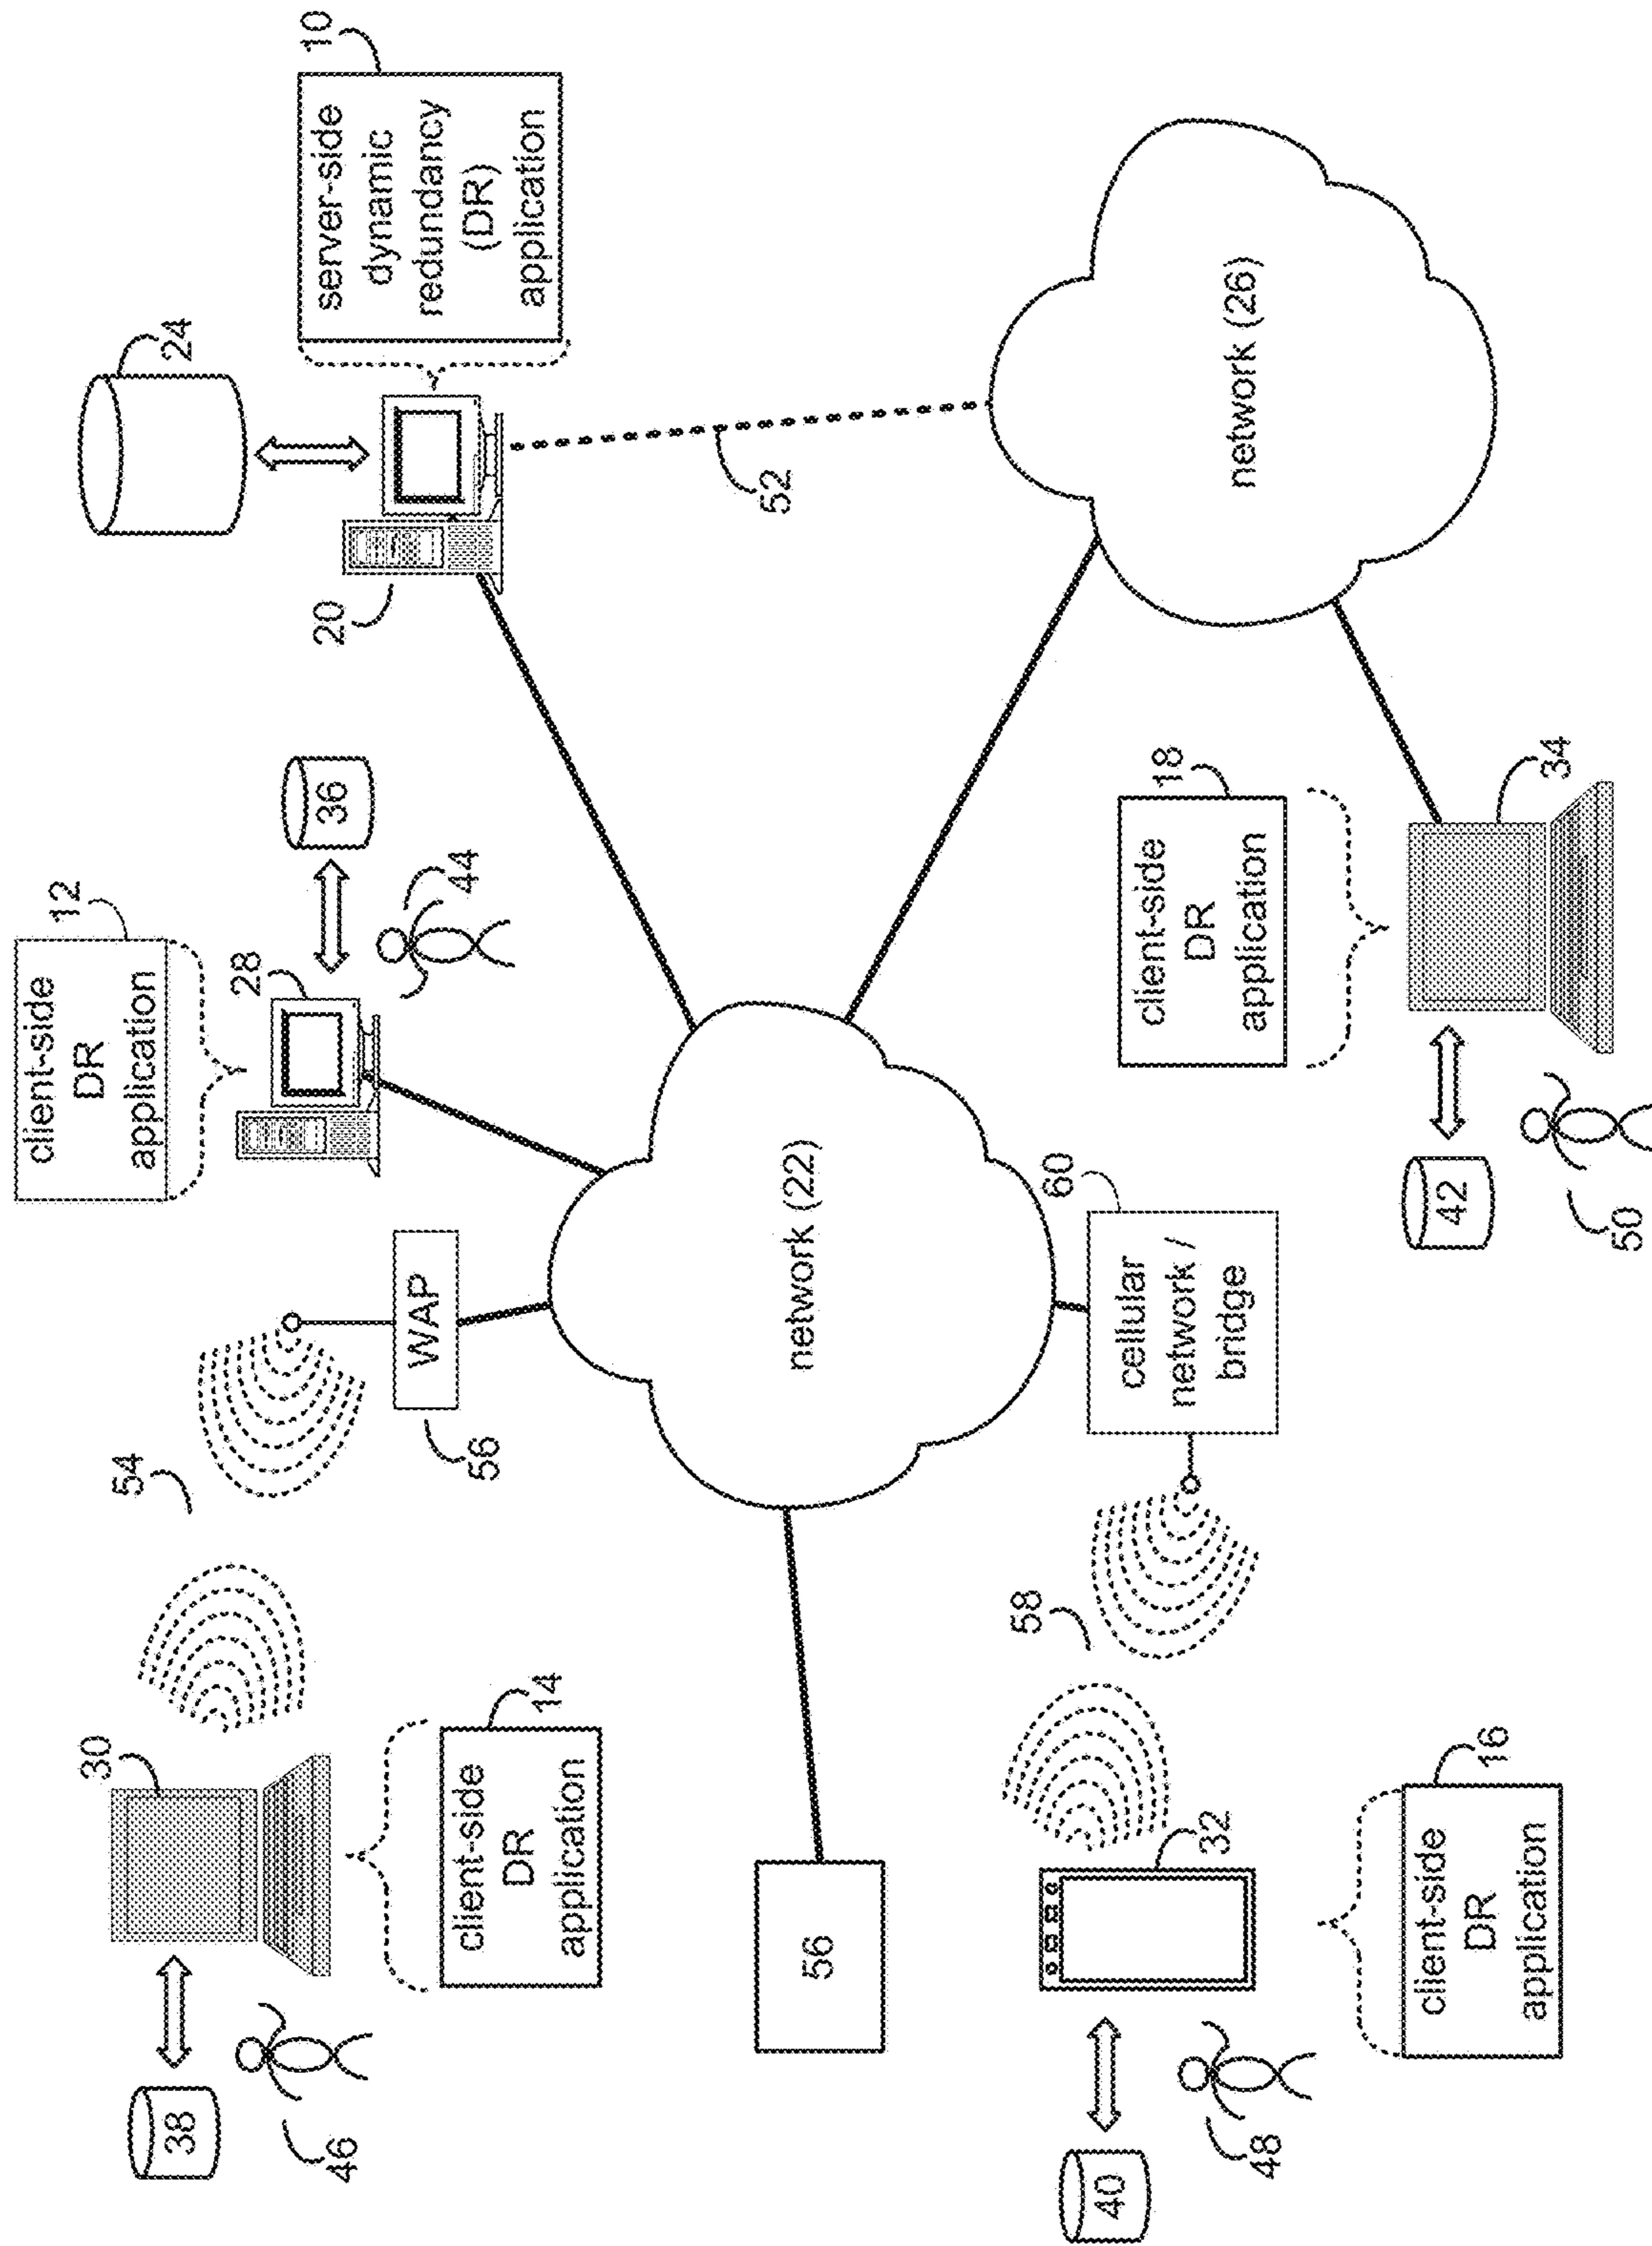 38
46
30
54
client-side
DR
application
14
WAP
56
client-side
DR
application
12
28
36
44
24
20
server-side
dynamic
redundancy
(DR)
application
10
56
network (22)
52
network (26)
40
48
32
58
client-side
DR
application
16
cellular
network /
bridge
60
client-side
DR
application
18
42
50
34